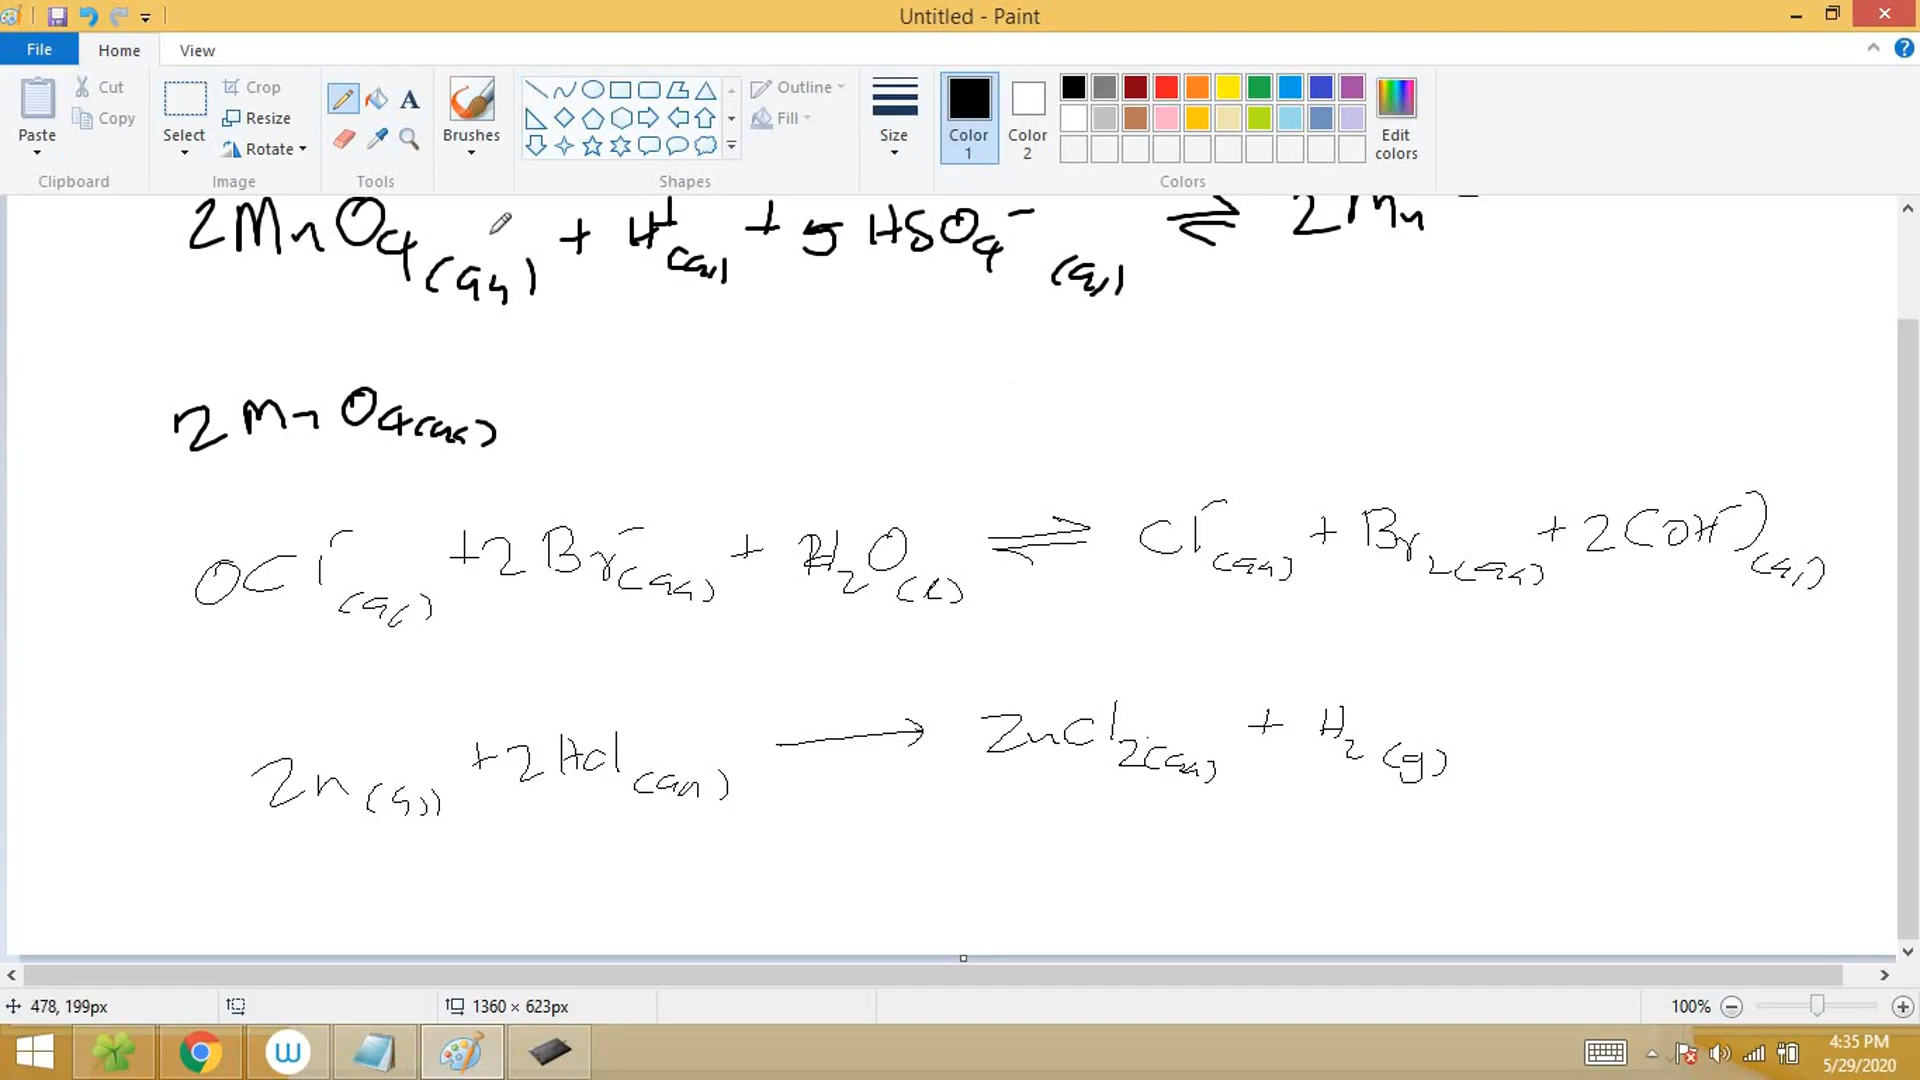 Untitled - Paint
File Home View
Paste Cut Copy
Clipboard
Select Crop Resize Rotate
Image
Tools
Brushes
Shapes
Outline Fill
Size
Color 1 Color 2 Edit colors
Colors
2MnO4 (aq) + H+ (aq) + 5 HSO4- (aq) ⇌ 2Mn
2MnO4(aq)
OCl- (aq) + 2Br- (aq) + H2O (l) ⇌ Cl- (aq) + Br2(aq) + 2(OH-) (aq)
Zn (s) + 2Hcl (aq) → ZnCl2(aq) + H2 (g)
478, 199px 1360 × 623px 100%
W
4:35 PM
5/29/2020